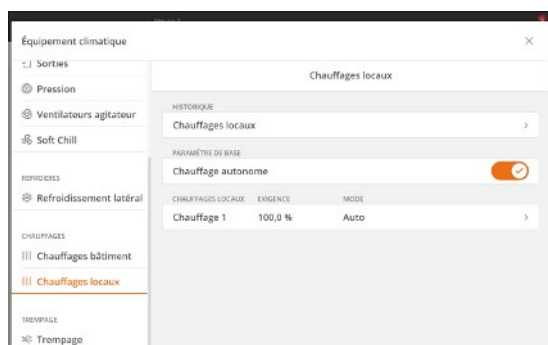 Équipement climatique
Sorties
Pression
Ventilateurs agitateur
Soft Chill
REFROIDISS
Refroidissement latéral
CHAUFFAGES
Chauffages bâtiment
Chauffages locaux
TREMPAGE
Trempage
Chauffages locaux
HISTORIQUE
Chauffages locaux
PARAMÈTRE DE BASE
Chauffage autonome
CHAUFFAGES LOCAUX EXIGENCE MODE
Chauffage 1 100,0 % Auto